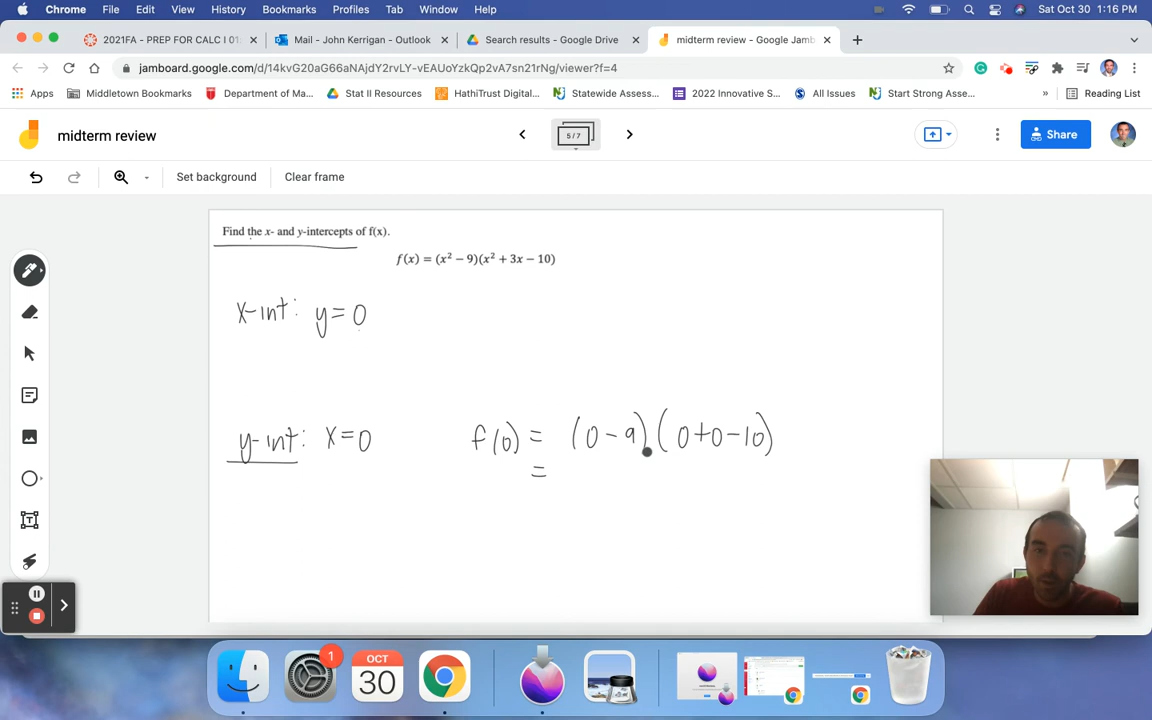 Chrome File Edit View History Bookmarks Profiles Tab Window Help Sat Oct 30 1:16 PM
2021FA - PREP FOR CALC I 01: Mail - John Kerrigan - Outlook Search results - Google Drive midterm review - Google Jamb
jamboard.google.com/d/14kvG20aG66aNAjdY2rvLY-vEAUoYzkQp2vA7sn21rNg/viewer?f=4
Apps Middletown Bookmarks Department of Ma... Stat II Resources HathiTrust Digital... Statewide Assess... 2022 Innovative S... All Issues Start Strong Asse... » Reading List
midterm review 5/7 Share
Set background Clear frame
Find the x- and y-intercepts of f(x).
f(x) = (x² − 9)(x² + 3x − 10)
x-int: y=0
y-int: x=0 f(0) = (0-9)(0+0-10)
=
1
OCT
30